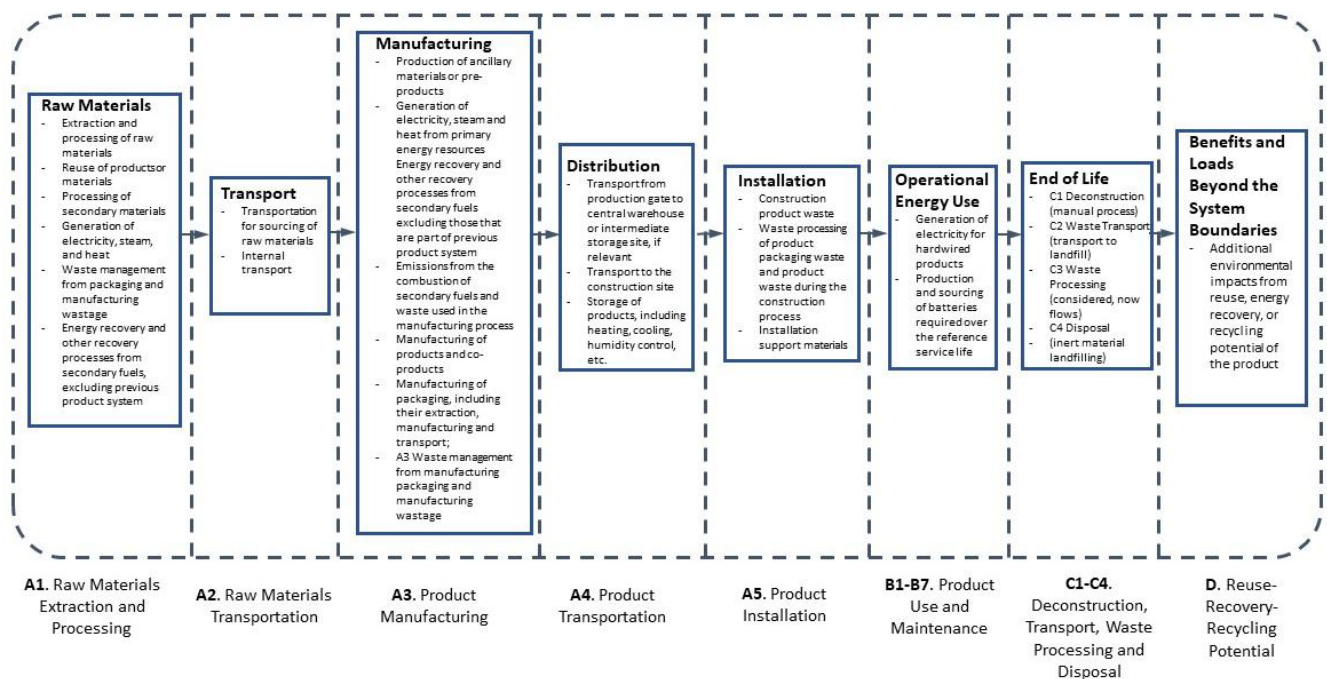 Raw Materials
- Extraction and
processing of raw
materials
- Reuse of productsor
materials
- Processing of
secondary materials
- Generation of
electricity, steam,
and heat
- Waste management
from packaging and
manufacturing
wastage
- Energy recovery and
other recovery
processes from
secondary fuels,
excluding previous
product system
Transport
- Transportation
for sourcing of
raw materials
- Internal
transport
Manufacturing
- Production of ancillary
materials or pre-
products
- Generation of
electricity, steam and
heat from primary
energy resources
Energy recovery and
other recovery
processes from
secondary fuels
excluding those that
are part of previous
product system
- Emissions from the
combustion of
secondary fuels and
waste used in the
manufacturing process
- Manufacturing of
products and co-
products
- Manufacturing of
packaging, including
their extraction,
manufacturing and
transport;
- A3 Waste management
from manufacturing
packaging and
manufacturing
wastage
Distribution
- Transport from
production gate to
central warehouse
or intermediate
storage site, if
relevant
- Transport to the
construction site
- Storage of
products, including
heating, cooling,
humidity control,
etc.
Installation
- Construction
product waste
- Waste processing
of product
packaging waste
and product
waste during the
construction
process
- Installation
support materials
Operational
Energy Use
- Generation of
electricity for
hardwired
products
- Production
and sourcing
of batteries
required over
the reference
service life
End of Life
- C1 Deconstruction
(manual process)
- C2 Waste Transport
(transport to
landfill)
- C3 Waste
Processing
(considered, now
flows)
- C4 Disposal
- (inert material
landfilling)
Benefits and
Loads
Beyond the
System
Boundaries
- Additional
environmental
impacts from
reuse, energy
recovery, or
recycling
potential of
the product
A1. Raw Materials
Extraction and
Processing
A2. Raw Materials
Transportation
A3. Product
Manufacturing
A4. Product
Transportation
A5. Product
Installation
B1-B7. Product
Use and
Maintenance
C1-C4.
Deconstruction,
Transport, Waste
Processing and
Disposal
D. Reuse-
Recovery-
Recycling
Potential